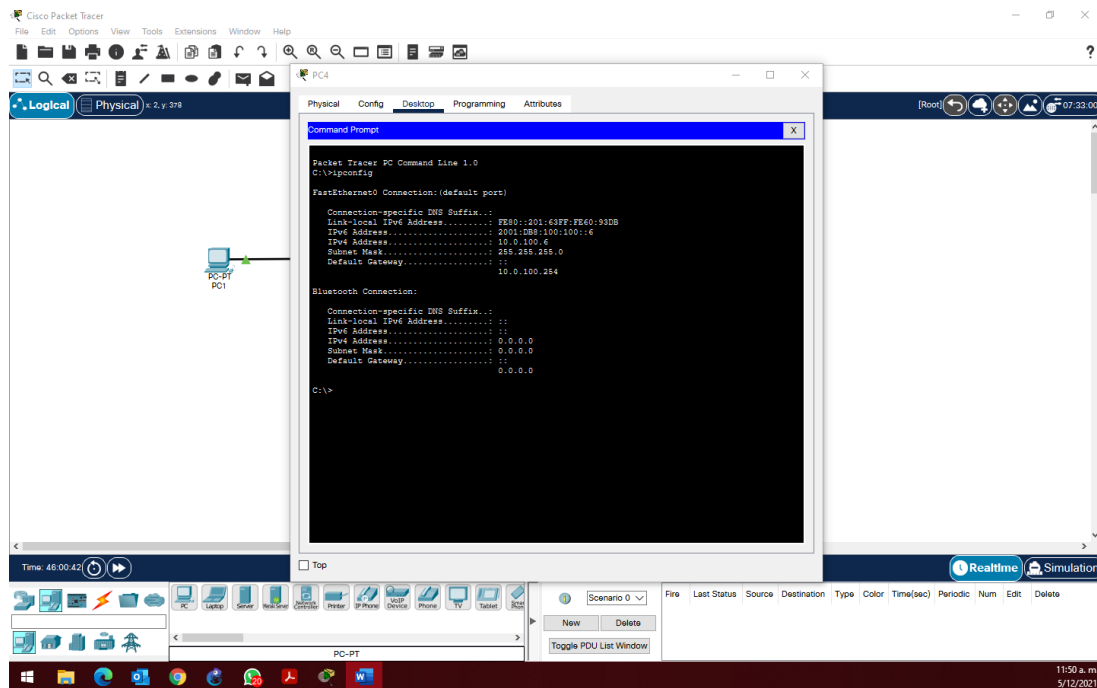 Cisco Packet Tracer
File Edit Options View Tools Extensions Window Help
?
Logical Physical x: 2, y: 378
[Root] 07:33:00
PC-PT
PC1
PC4
Physical Config Desktop Programming Attributes
Command Prompt X
Packet Tracer PC Command Line 1.0
C:\>ipconfig
FastEthernet0 Connection:(default port)
Connection-specific DNS Suffix..:
Link-local IPv6 Address.........: FE80::201:63FF:FE60:93DB
IPv6 Address....................: 2001:DB8:100:100::6
IPv4 Address....................: 10.0.100.6
Subnet Mask.....................: 255.255.255.0
Default Gateway.................: ::
10.0.100.254
Bluetooth Connection:
Connection-specific DNS Suffix..:
Link-local IPv6 Address.........: ::
IPv6 Address....................: ::
IPv4 Address....................: 0.0.0.0
Subnet Mask.....................: 0.0.0.0
Default Gateway.................: ::
0.0.0.0
C:\>
Top
Time: 46:00:42
Realtime Simulation
PC Laptop Server Printer IP Phone VoIP Device Phone TV Tablet
PC-PT
Scenario 0
New Delete
Toggle PDU List Window
Fire Last Status Source Destination Type Color Time(sec) Periodic Num Edit Delete
20
11:50 a. m.
5/12/2021